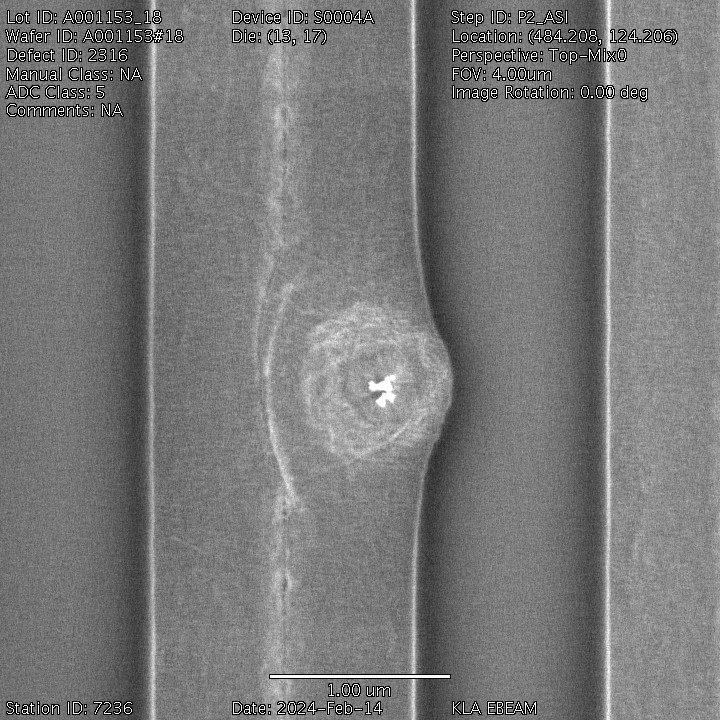 Lot ID: A001153_18
Wafer ID: A001153#18
Defect ID: 2316
Manual Class: NA
ADC Class: 5
Comments: NA
Device ID: S0004A
Die: (13, 17)
Step ID: P2_ASI
Location: (484.208, 124.206)
Perspective: Top-Mix0
FOV: 4.00um
Image Rotation: 0.00 deg
1.00 um
Station ID: 7236
Date: 2024-Feb-14
KLA EBEAM